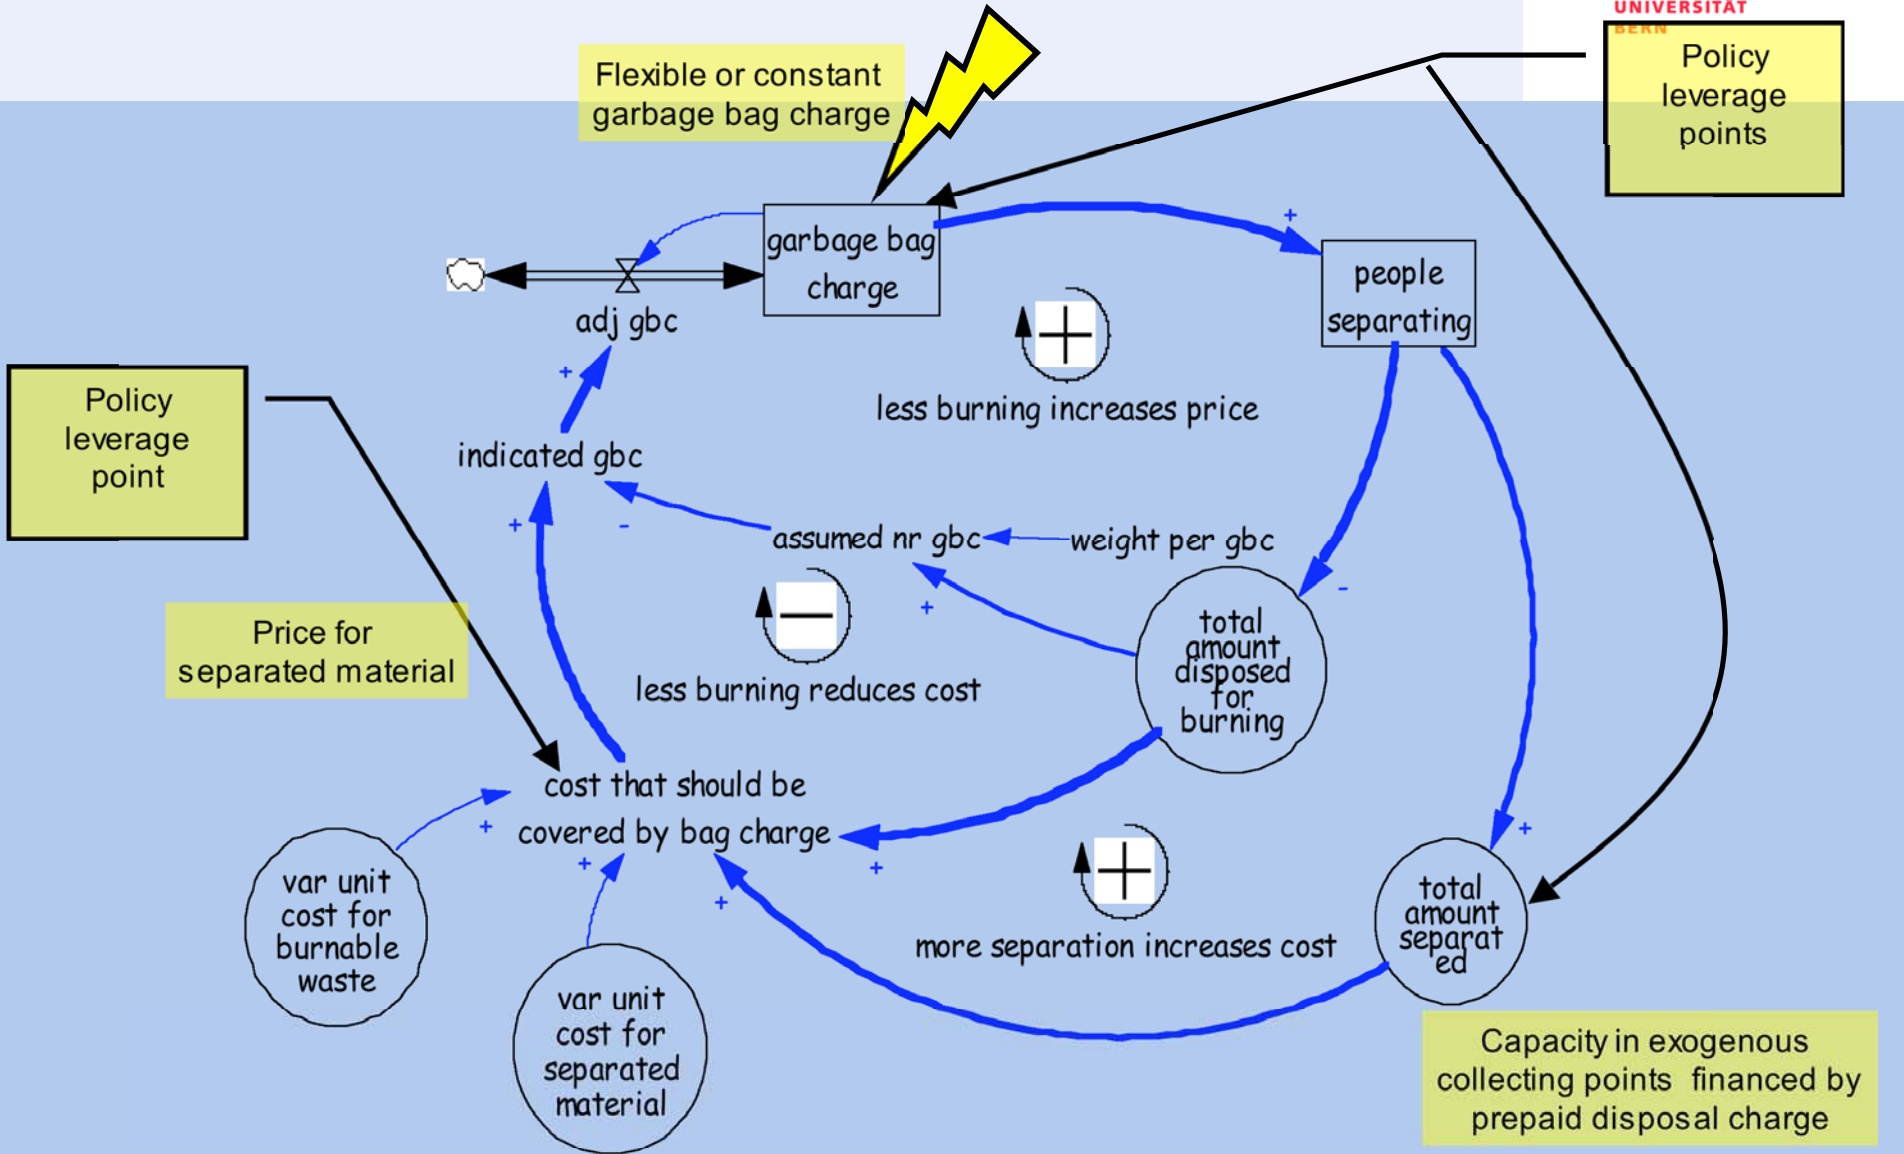 UNIVERSITÄT
BERN
Policy
leverage
points
Flexible or constant
garbage bag charge
garbage bag
charge
+
people
separating
adj gbc
+
less burning increases price
Policy
leverage
point
+
indicated gbc
+
-
assumed nr gbc
weight per gbc
-
+
total
amount
disposed
for
burning
Price for
separated material
less burning reduces cost
cost that should be
covered by bag charge
+
+
+
+
+
var unit
cost for
burnable
waste
more separation increases cost
total
amount
separat
ed
var unit
cost for
separated
material
Capacity in exogenous
collecting points financed by
prepaid disposal charge